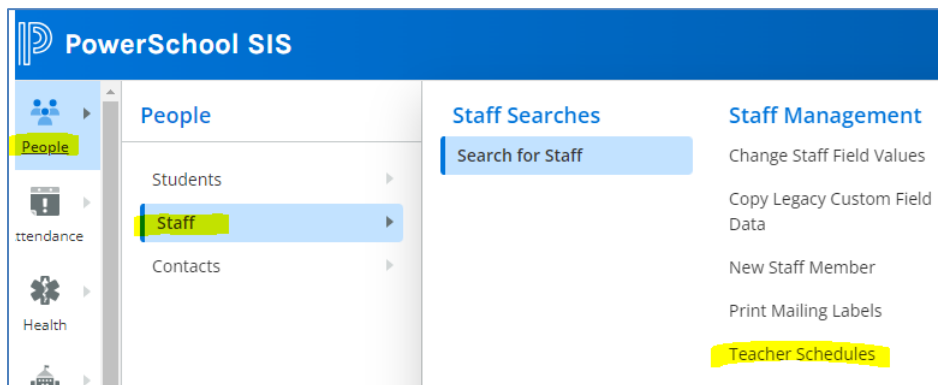 PowerSchool SIS
People
ttendance
Health
People
Students
Staff
Contacts
Staff Searches
Search for Staff
Staff Management
Change Staff Field Values
Copy Legacy Custom Field
Data
New Staff Member
Print Mailing Labels
Teacher Schedules